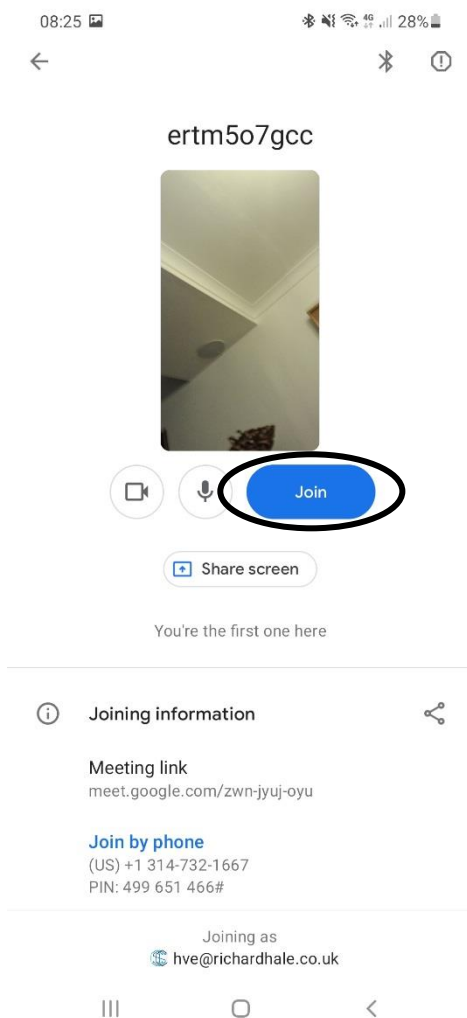 08:25 4G 28%
ertm5o7gcc
Join
Share screen
You're the first one here
Joining information
Meeting link
meet.google.com/zwn-jyuj-oyu
Join by phone
(US) +1 314-732-1667
PIN: 499 651 466#
Joining as
hve@richardhale.co.uk